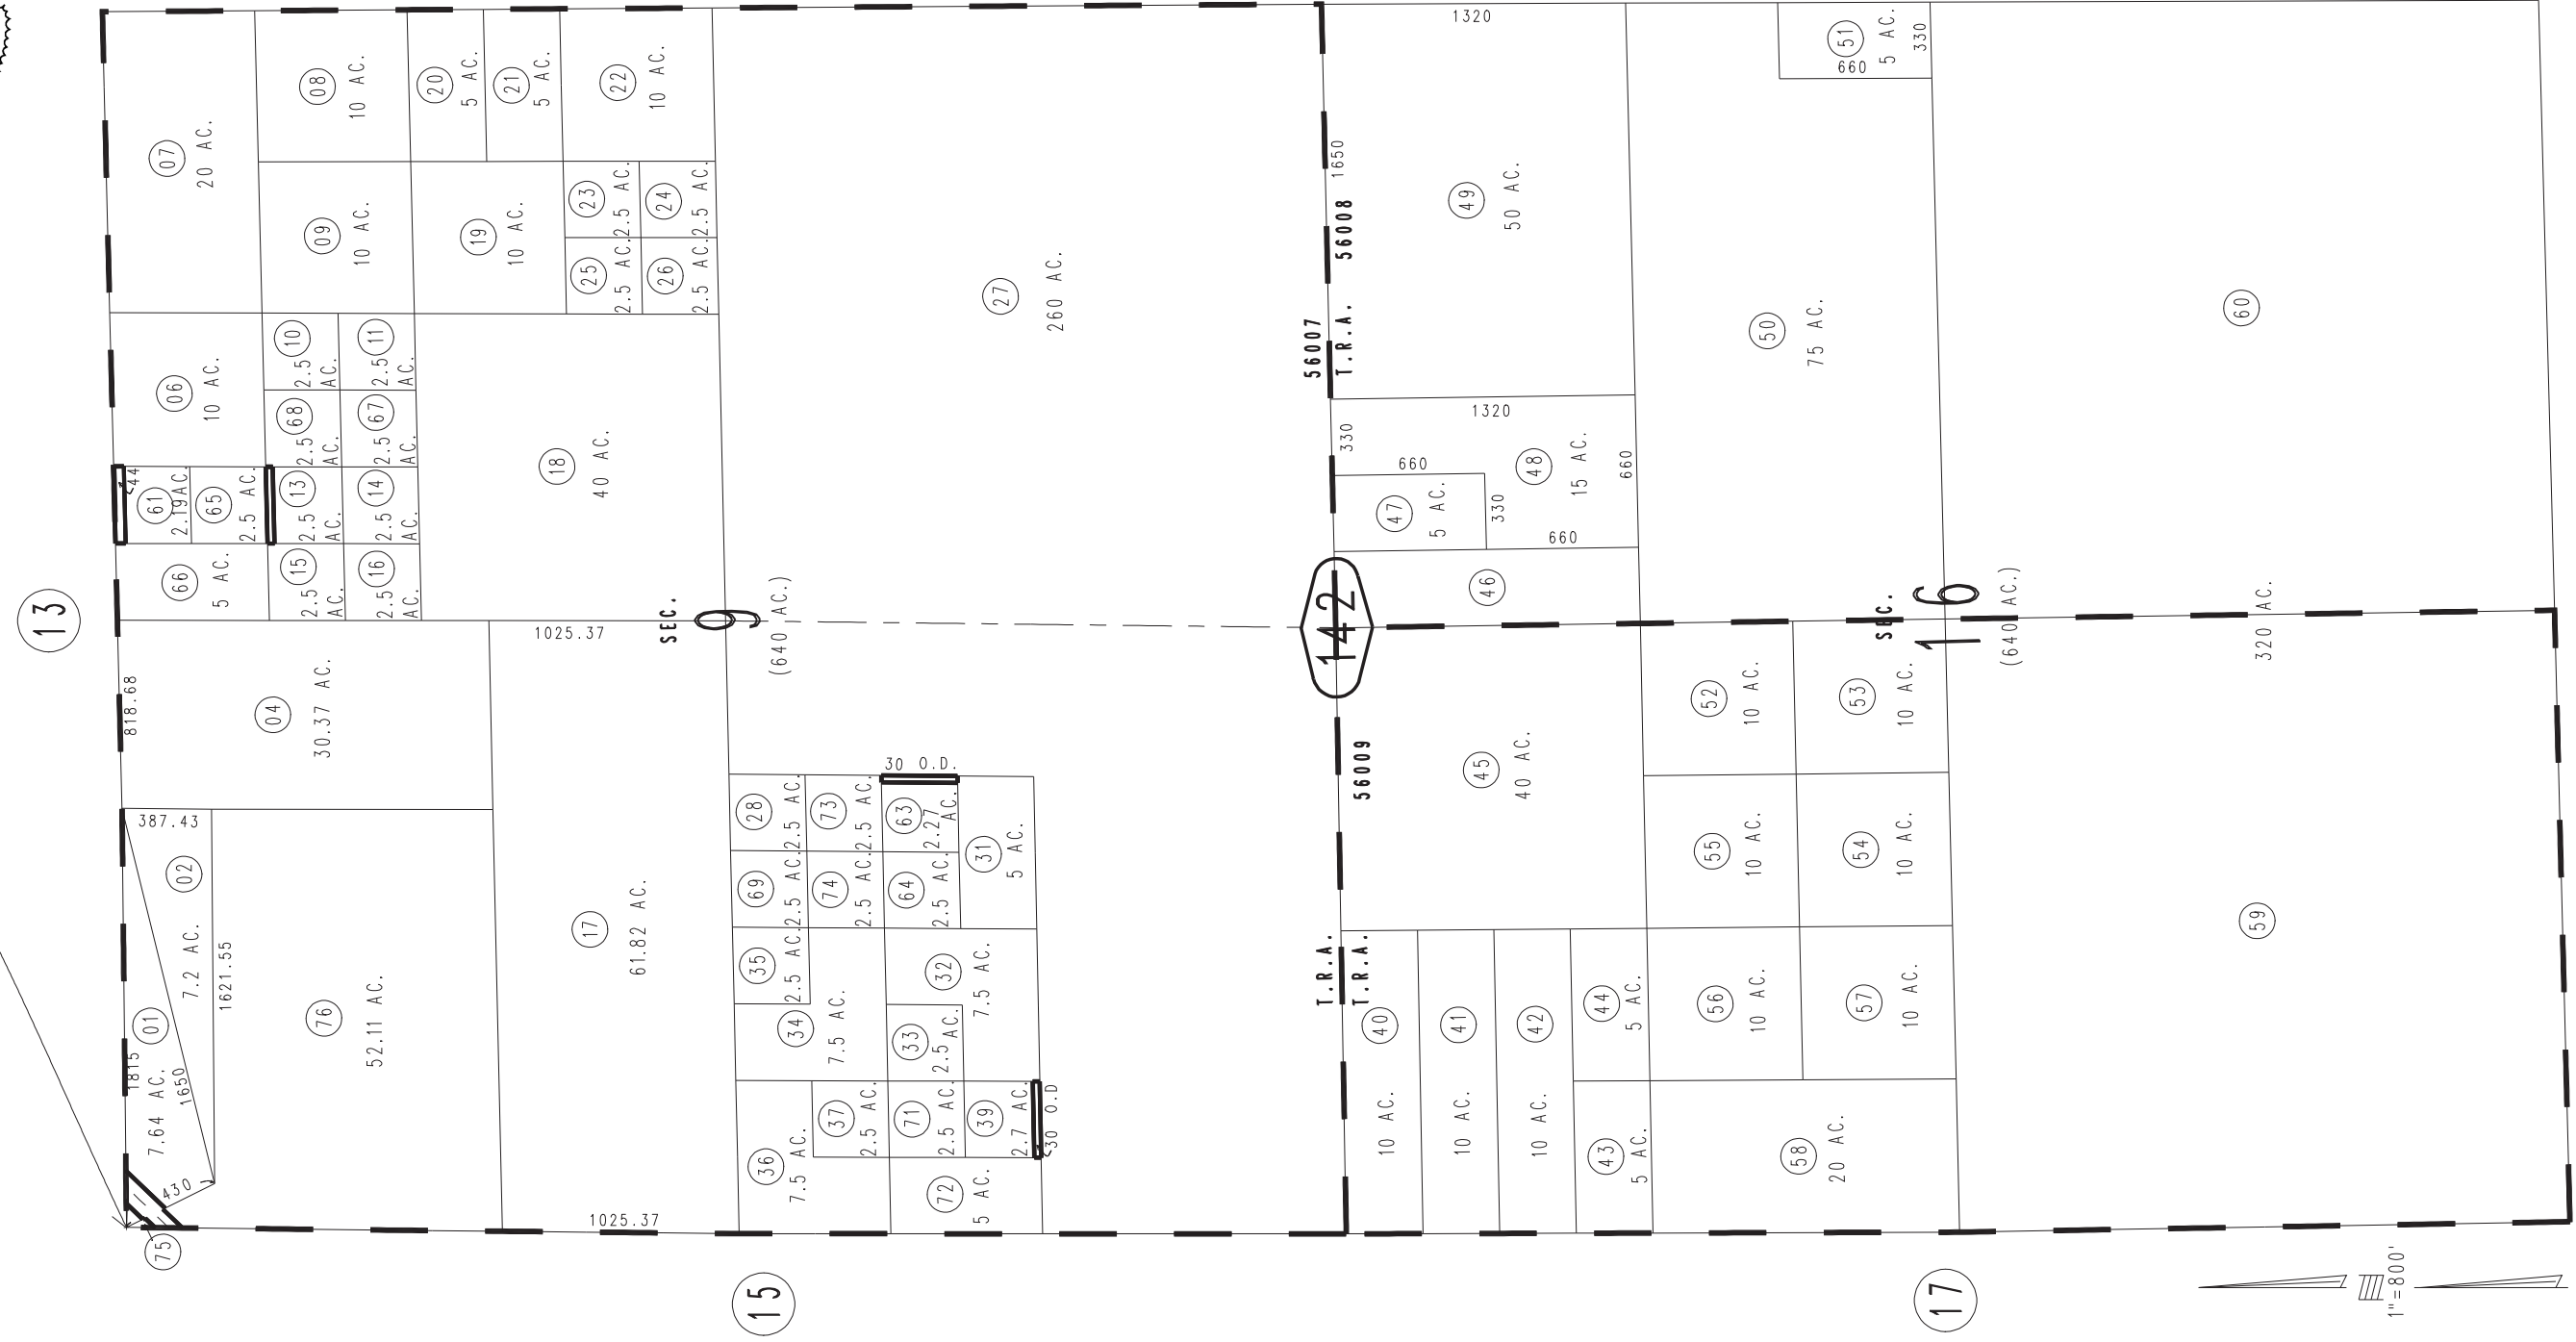 13
15
17
SEC.
9
(640 AC.)
142
SEC.
16
(640 AC.)
320 AC.
56007
T.R.A. 56008
T.R.A.
T.R.A. 56009
1"=800'
07
20 AC.
08
10 AC.
20
5 AC.
21
5 AC.
22
10 AC.
09
10 AC.
19
10 AC.
23
2.5 AC.
24
2.5 AC.
25
2.5 AC.
26
2.5 AC.
06
10 AC.
10
2.5
AC.
11
2.5
AC.
68
2.5
AC.
67
2.5
AC.
44
61
2.19AC.
65
2.5 AC.
13
2.5
AC.
14
2.5
AC.
66
5 AC.
15
2.5
AC.
16
2.5
AC.
18
40 AC.
27
260 AC.
818.68
04
30.37 AC.
1025.37
387.43
02
7.2 AC.
1621.55
01
7.64 AC.
1815
1650
430
75
76
52.11 AC.
17
61.82 AC.
1025.37
30 O.D.
28
2.5 AC.
73
2.5 AC.
63
2.27
AC.
31
5 AC.
69
2.5 AC.
74
2.5 AC.
64
2.5 AC.
35
2.5 AC.
34
7.5 AC.
32
7.5 AC.
33
2.5 AC.
36
7.5 AC.
37
2.5 AC.
71
2.5 AC.
39
2.7 AC.
30 O.D
72
5 AC.
1320
1650
49
50 AC.
51
5 AC.
660
330
50
75 AC.
60
330
1320
660
47
5 AC.
330
48
15 AC.
660
660
46
45
40 AC.
52
10 AC.
53
10 AC.
55
10 AC.
54
10 AC.
40
10 AC.
41
10 AC.
42
10 AC.
44
5 AC.
43
5 AC.
56
10 AC.
57
10 AC.
58
20 AC.
59